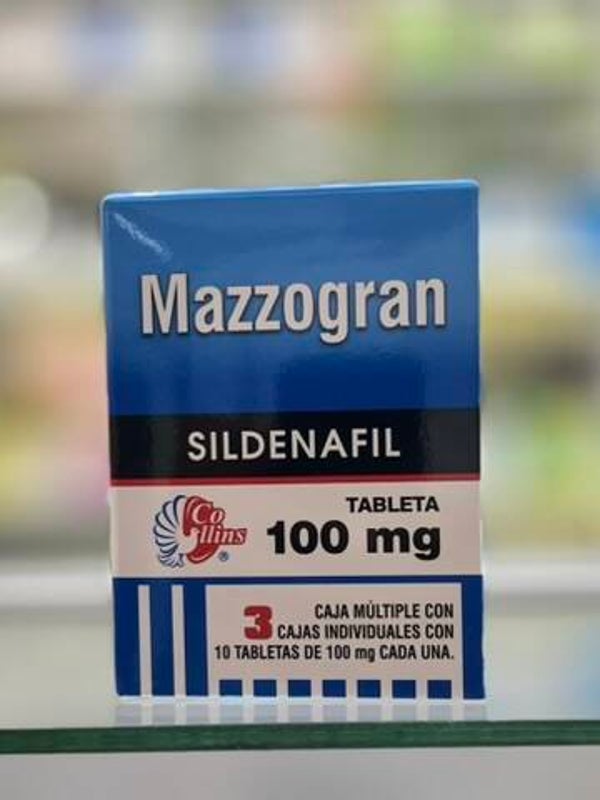 Mazzogran
SILDENAFIL
Collins®
TABLETA
100 mg
3 CAJA MÚLTIPLE CON
CAJAS INDIVIDUALES CON
10 TABLETAS DE 100 mg CADA UNA.